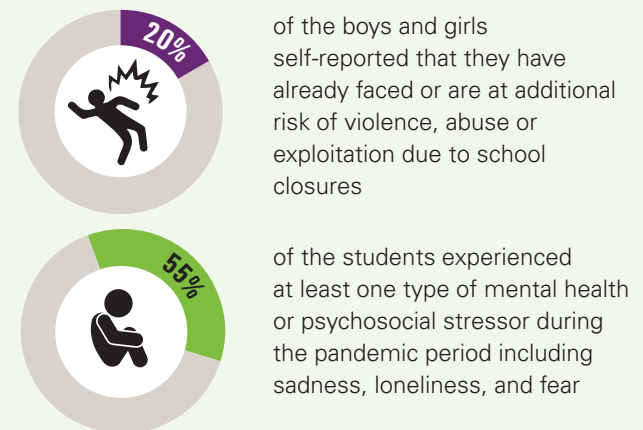 20%
of the boys and girls
self-reported that they have
already faced or are at additional
risk of violence, abuse or
exploitation due to school
closures
55%
of the students experienced
at least one type of mental health
or psychosocial stressor during
the pandemic period including
sadness, loneliness, and fear